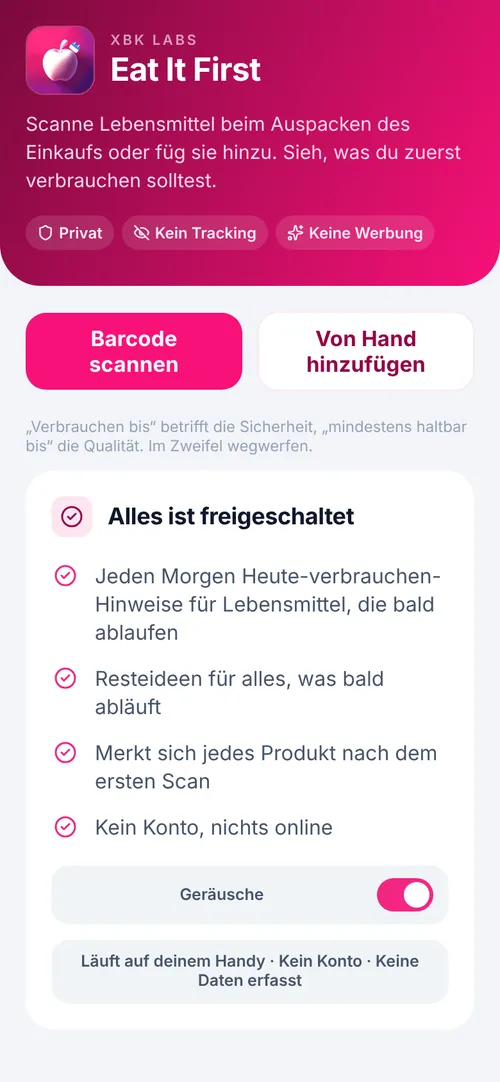 XBK LABS
Eat It First
Scanne Lebensmittel beim Auspacken des
Einkaufs oder füg sie hinzu. Sieh, was du zuerst
verbrauchen solltest.
Privat
Kein Tracking
Keine Werbung
Barcode
scannen
Von Hand
hinzufügen
„Verbrauchen bis“ betrifft die Sicherheit, „mindestens haltbar
bis“ die Qualität. Im Zweifel wegwerfen.
Alles ist freigeschaltet
Jeden Morgen Heute-verbrauchen-
Hinweise für Lebensmittel, die bald
ablaufen
Resteideen für alles, was bald
abläuft
Merkt sich jedes Produkt nach dem
ersten Scan
Kein Konto, nichts online
Geräusche
Läuft auf deinem Handy · Kein Konto · Keine
Daten erfasst